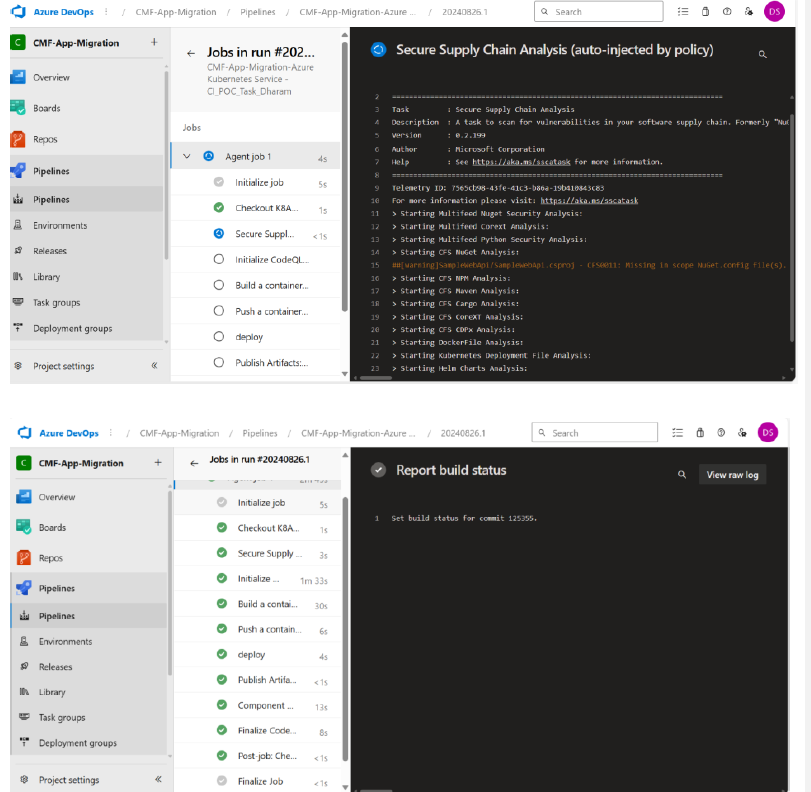 Azure DevOps / CMF-App-Migration / Pipelines / CMF-App-Migration-Azure ... / 20240826.1 Search DS
C CMF-App-Migration +
Overview
Boards
Repos
Pipelines
Pipelines
Environments
Releases
Library
Task groups
Deployment groups
Project settings
Jobs in run #202...
CMF-App-Migration-Azure
Kubernetes Service -
CI_POC_Task_Dharam
Jobs
Agent job 1 4s
Initialize job 5s
Checkout K8A... 1s
Secure Suppl... <1s
Initialize CodeQL...
Build a container...
Push a container...
deploy
Publish Artifacts:...
Secure Supply Chain Analysis (auto-injected by policy)
2 ==============================================================================
3 Task : Secure Supply Chain Analysis
4 Description : A task to scan for vulnerabilities in your software supply chain. Formerly "NuG
5 Version : 0.2.199
6 Author : Microsoft Corporation
7 Help : See https://aka.ms/sscatask for more information.
8 ==============================================================================
9 Telemetry ID: 7565cb98-43fe-41c3-b86a-19b410843c83
10 For more information please visit: https://aka.ms/sscatask
11 > Starting Multifeed Nuget Security Analysis:
12 > Starting Multifeed Corext Analysis:
13 > Starting Multifeed Python Security Analysis:
14 > Starting CFS NuGet Analysis:
15 ##[warning]SampleWebApi/SampleWebApi.csproj - CFS0011: Missing in scope NuGet.config file(s).
16 > Starting CFS NPM Analysis:
17 > Starting CFS Maven Analysis:
18 > Starting CFS Cargo Analysis:
19 > Starting CFS CoreXT Analysis:
20 > Starting CFS CDPx Analysis:
21 > Starting DockerFile Analysis:
22 > Starting Kubernetes Deployment File Analysis:
23 > Starting Helm Charts Analysis:
Azure DevOps / CMF-App-Migration / Pipelines / CMF-App-Migration-Azure ... / 20240826.1 Search DS
C CMF-App-Migration +
Overview
Boards
Repos
Pipelines
Pipelines
Environments
Releases
Library
Task groups
Deployment groups
Project settings
Jobs in run #20240826.1
Initialize job 5s
Checkout K8A... 1s
Secure Supply ... 3s
Initialize ... 1m 33s
Build a contai... 30s
Push a contain... 6s
deploy 4s
Publish Artifa... <1s
Component ... 13s
Finalize Code... 8s
Post-job: Che... <1s
Finalize Job <1s
Report build status
View raw log
1 Set build status for commit 125355.